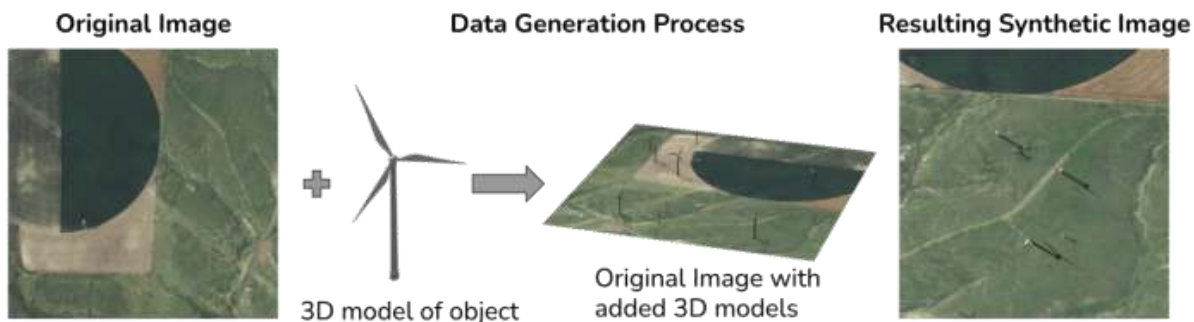 Original Image
Data Generation Process
Resulting Synthetic Image
3D model of object
Original Image with
added 3D models